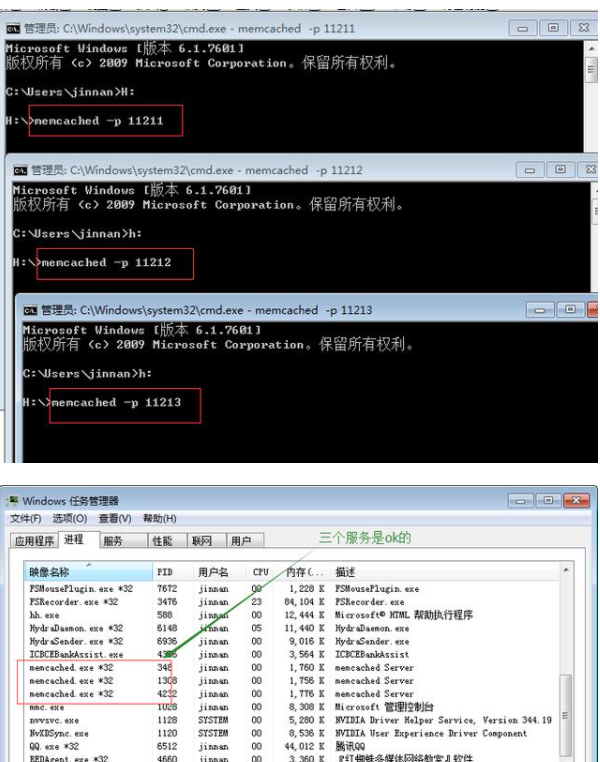 管理员: C:\Windows\system32\cmd.exe - memcached  -p 11211
Microsoft Windows [版本 6.1.7601]
版权所有 (c) 2009 Microsoft Corporation。保留所有权利。
C:\Users\jinnan>H:
H:\>memcached -p 11211
管理员: C:\Windows\system32\cmd.exe - memcached  -p 11212
Microsoft Windows [版本 6.1.7601]
版权所有 (c) 2009 Microsoft Corporation。保留所有权利。
C:\Users\jinnan>h:
H:\>memcached -p 11212
管理员: C:\Windows\system32\cmd.exe - memcached  -p 11213
Microsoft Windows [版本 6.1.7601]
版权所有 (c) 2009 Microsoft Corporation。保留所有权利。
C:\Users\jinnan>h:
H:\>memcached -p 11213
Windows 任务管理器
文件(F) 选项(O) 查看(V) 帮助(H)
三个服务是ok的
应用程序 进程 服务 性能 联网 用户
映像名称 PID 用户名 CPU 内存(... 描述
FSMousePlugin.exe *32 7672 jinnan 00 1,228 K FSMousePlugin.exe
FSRecorder.exe *32 3476 jinnan 23 84,104 K FSRecorder.exe
hh.exe 588 jinnan 00 12,444 K Microsoft® HTML 帮助执行程序
HydraDaemon.exe *32 6148 jinnan 05 11,440 K HydraDaemon.exe
HydraSender.exe *32 6936 jinnan 00 9,016 K HydraSender.exe
ICBCEBankAssist.exe jinnan 00 3,564 K ICBCEBankAssist
memcached.exe *32 348 jinnan 00 1,760 K memcached Server
memcached.exe *32 1308 jinnan 00 1,756 K memcached Server
memcached.exe *32 4232 jinnan 00 1,776 K memcached Server
mmc.exe 1028 jinnan 00 8,308 K Microsoft 管理控制台
nvvsvc.exe 1128 SYSTEM 00 5,280 K NVIDIA Driver Helper Service, Version 344.19
NvXDSync.exe 1120 SYSTEM 00 8,536 K NVIDIA User Experience Driver Component
QQ.exe *32 6512 jinnan 00 44,012 K 腾讯QQ
REDAgent.exe *32 4660 jinnan 00 3,360 K 『红蜘蛛多媒体网络教室』软件